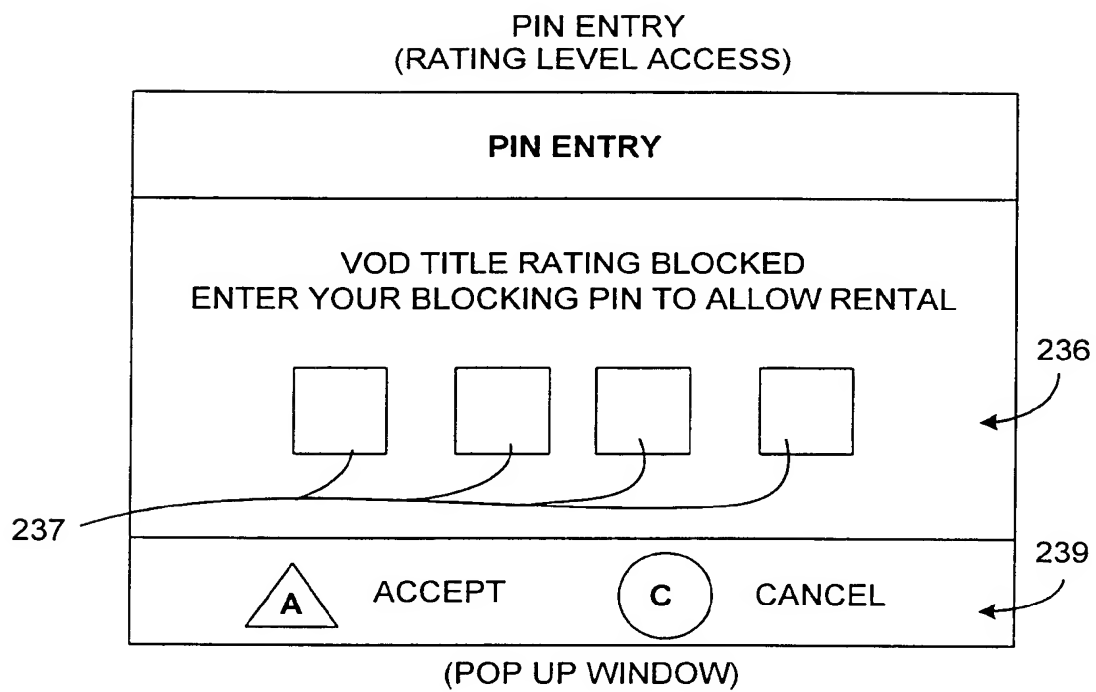 PIN ENTRY
(RATING LEVEL ACCESS)
PIN ENTRY
VOD TITLE RATING BLOCKED
ENTER YOUR BLOCKING PIN TO ALLOW RENTAL
236
237
239
A ACCEPT C CANCEL
(POP UP WINDOW)